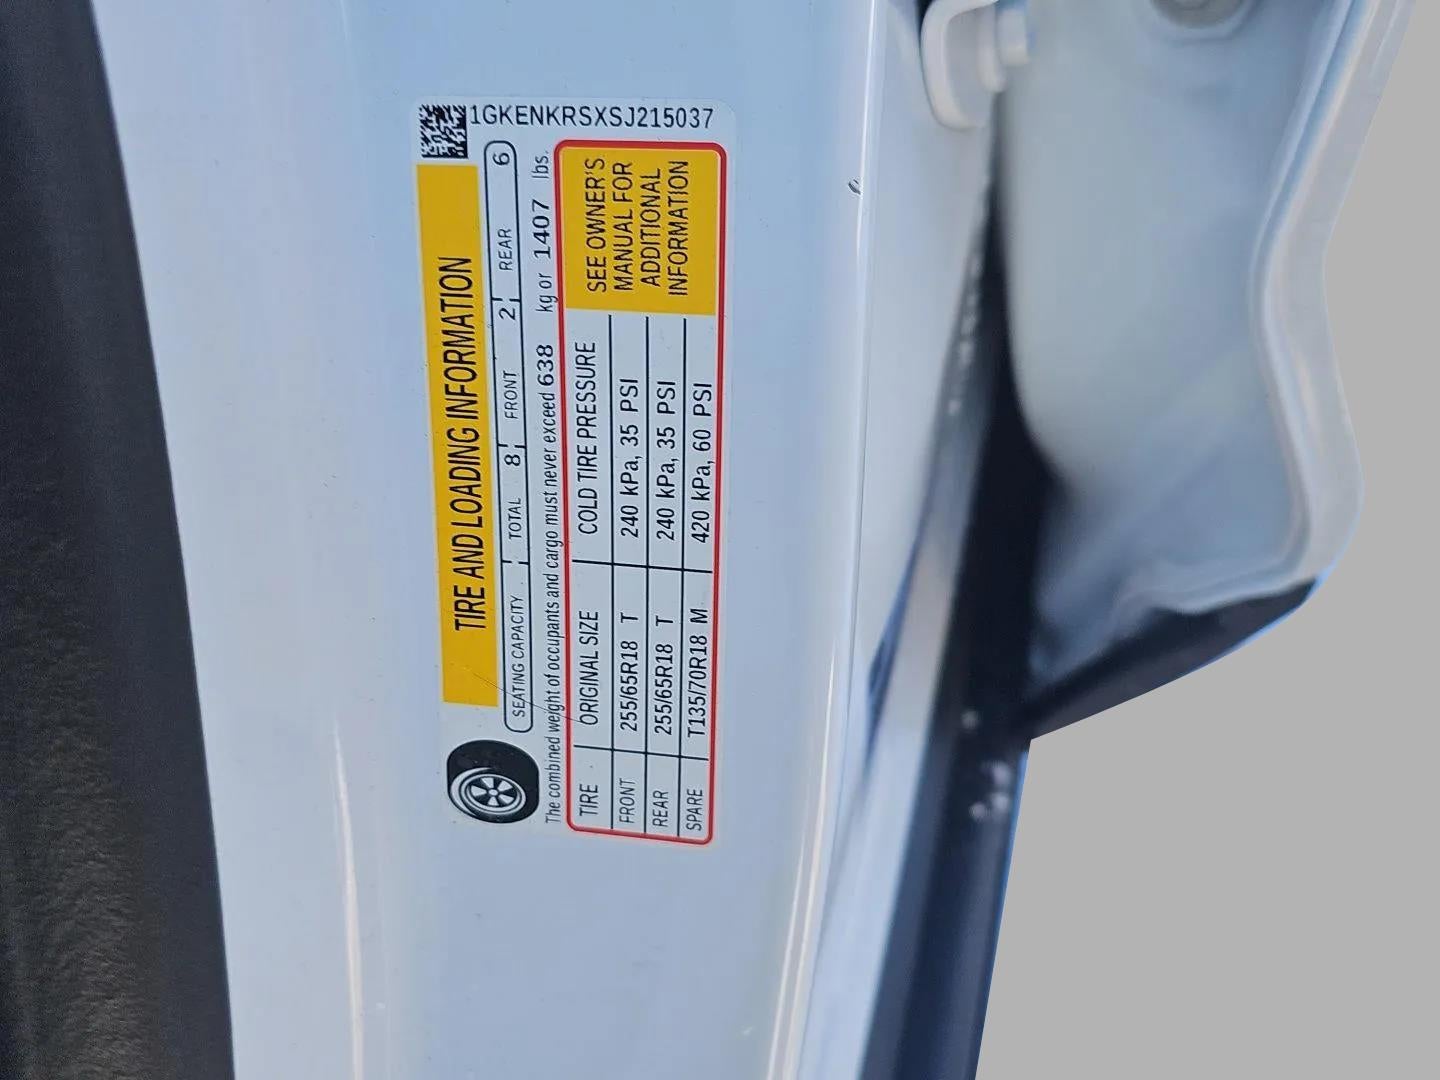 1GKENKRSXSJ215037
TIRE AND LOADING INFORMATION
SEATING CAPACITY TOTAL 8 FRONT 2 REAR 6
The combined weight of occupants and cargo must never exceed 638 kg or 1407 lbs.
TIRE ORIGINAL SIZE COLD TIRE PRESSURE
FRONT 255/65R18 T 240 kPa, 35 PSI
REAR 255/65R18 T 240 kPa, 35 PSI
SPARE T135/70R18 M 420 kPa, 60 PSI
SEE OWNER'S
MANUAL FOR
ADDITIONAL
INFORMATION